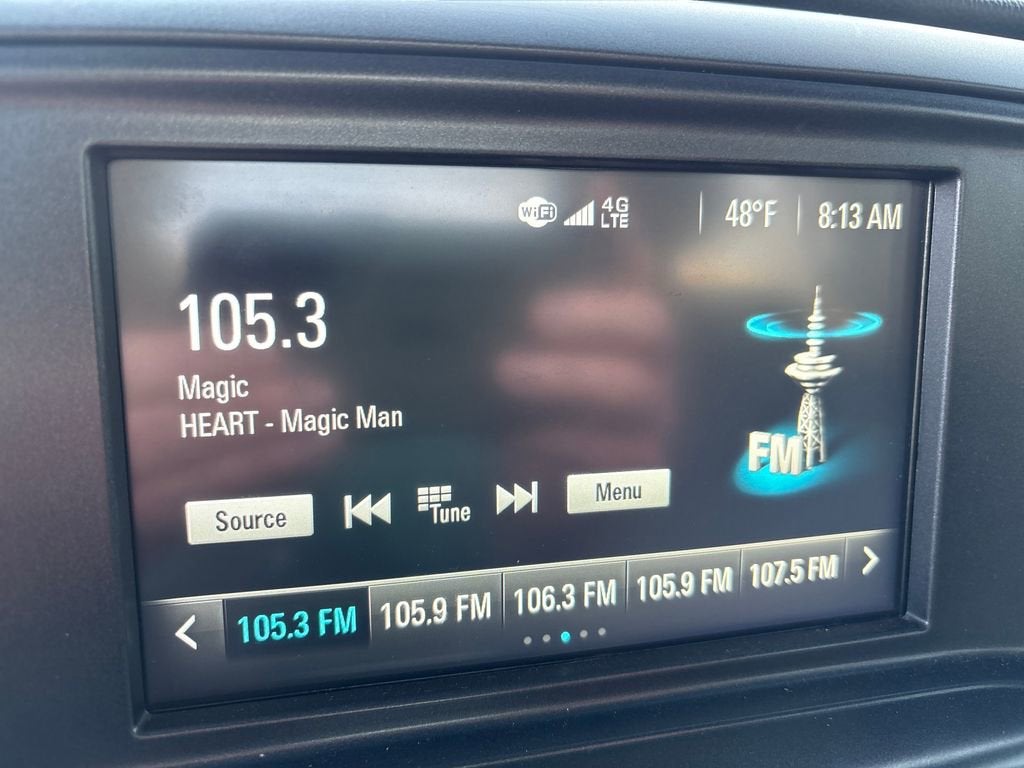 WiFi 4G LTE 48°F 8:13 AM
105.3
Magic
HEART - Magic Man
FM
Source Tune Menu
105.3 FM 105.9 FM 106.3 FM 105.9 FM 107.5 FM